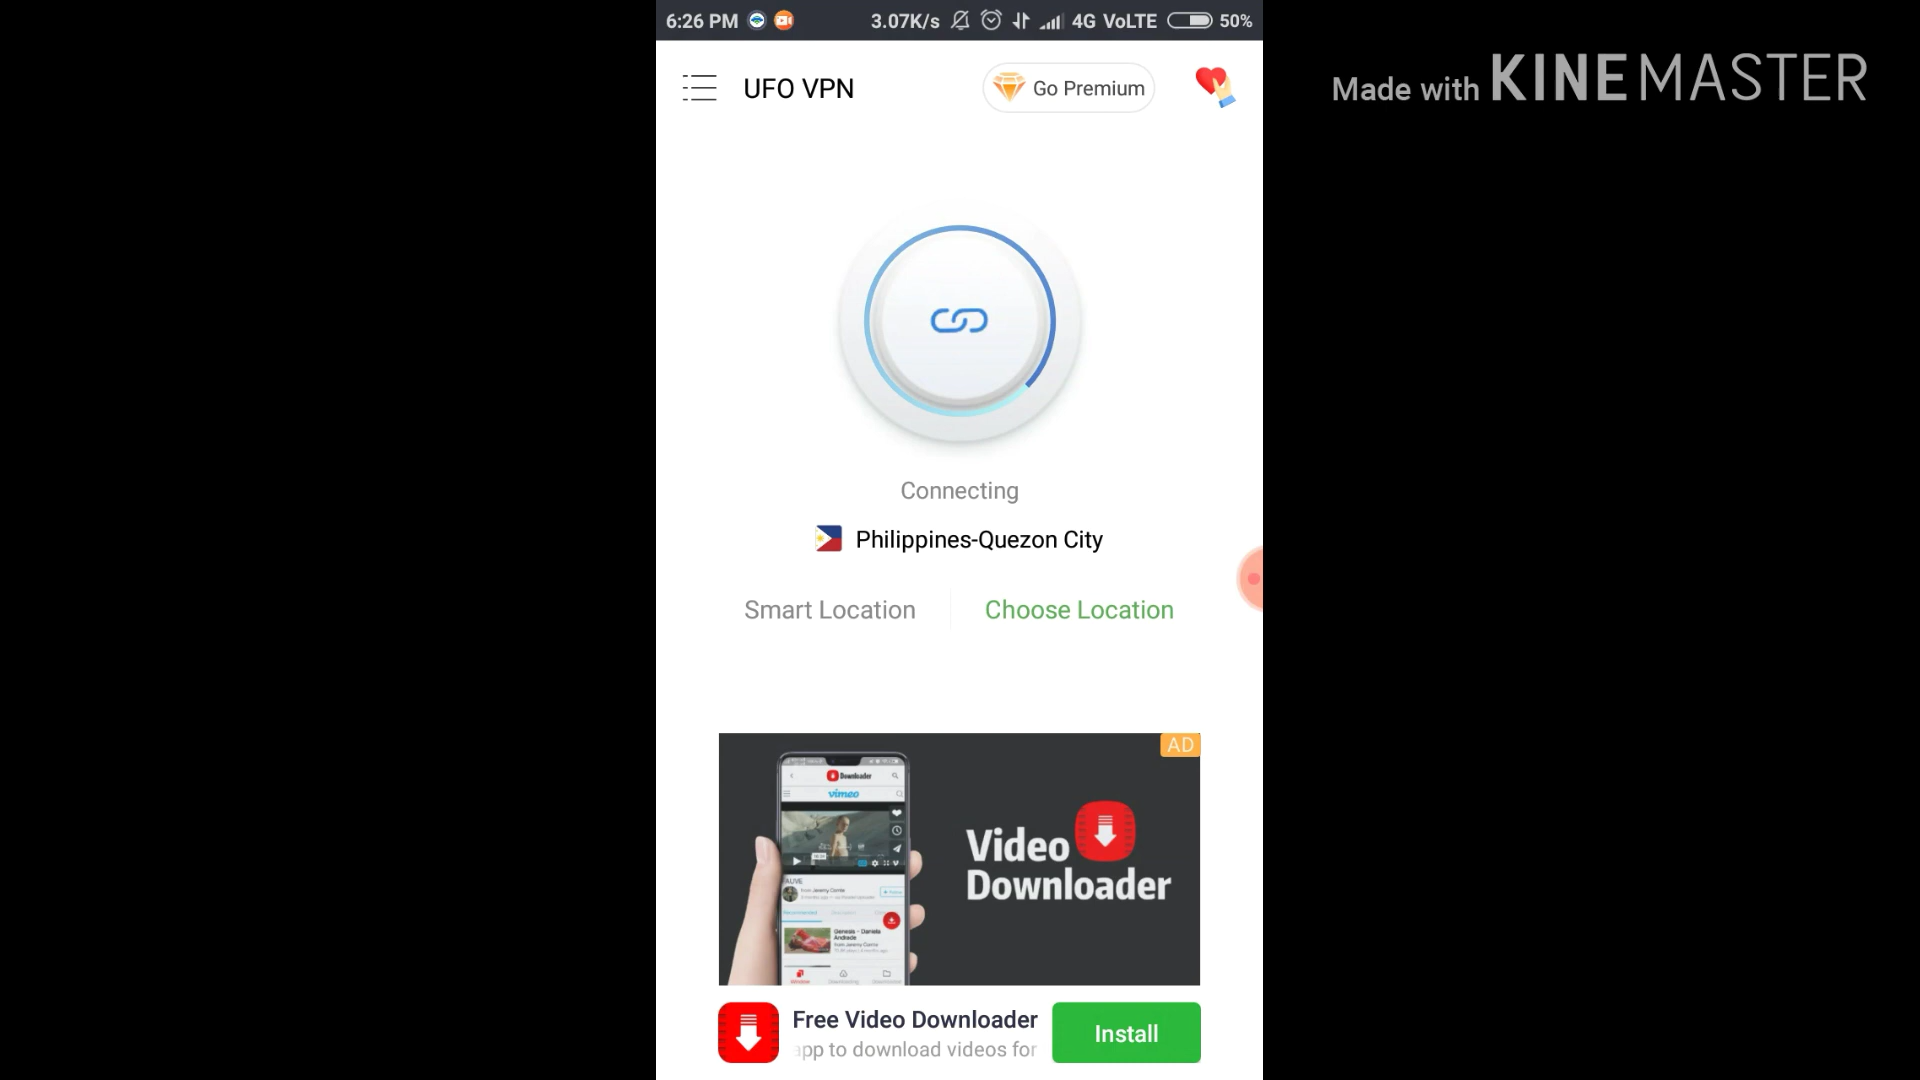 6:26 PM 3.07K/s 4G VoLTE 50%
Made with KINEMASTER
UFO VPN
Go Premium
Connecting
Philippines-Quezon City
Smart Location
Choose Location
AD
Downloader
vimeo
Video
Downloader
Free Video Downloader
app to download videos for
Install